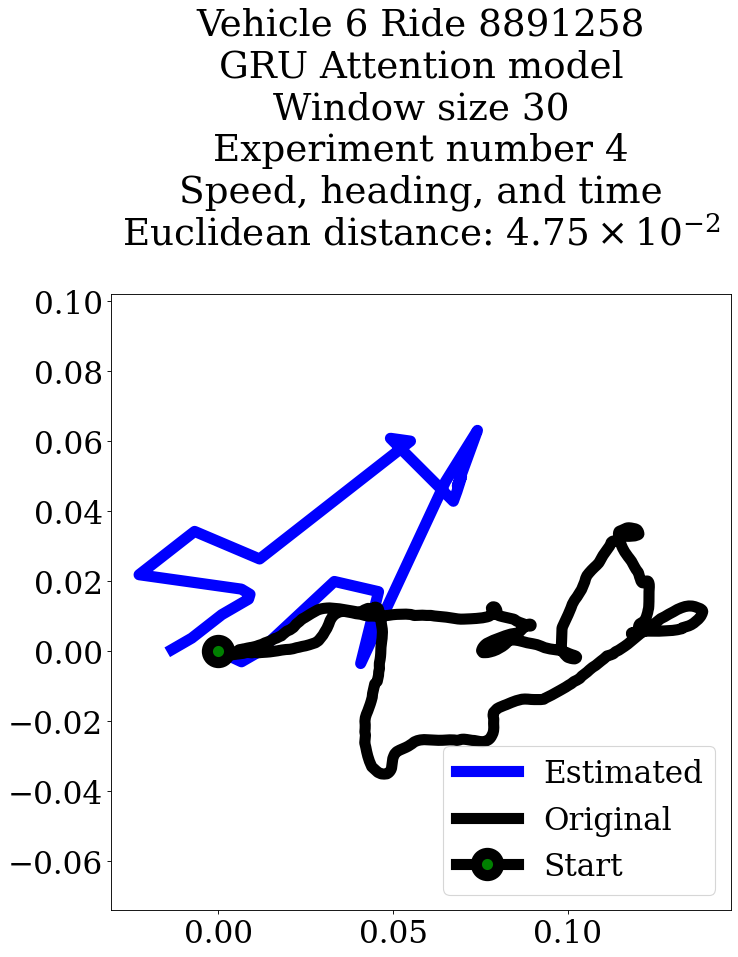 Vehicle 6 Ride 8891258
GRU Attention model
Window size 30
Experiment number 4
Speed, heading, and time
Euclidean distance: 4.75 × 10⁻²
0.10
0.08
0.06
0.04
0.02
0.00
−0.02
−0.04
−0.06
Estimated
Original
Start
0.00 0.05 0.10